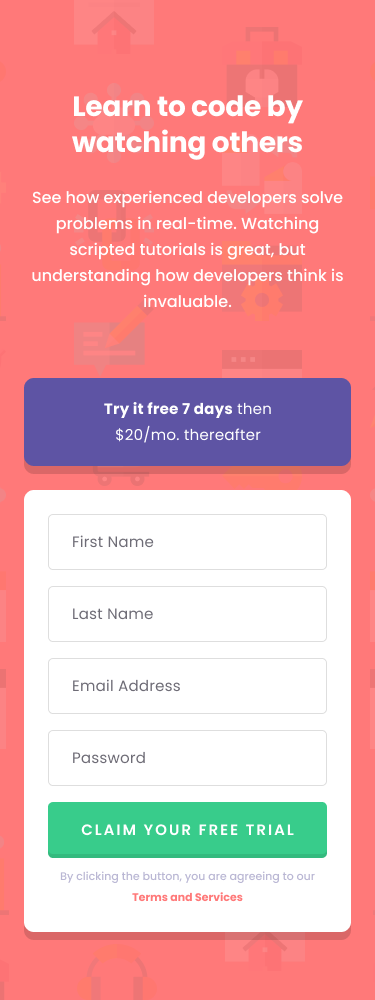 Learn to code by
watching others
See how experienced developers solve
problems in real-time. Watching
scripted tutorials is great, but
understanding how developers think is
invaluable.
Try it free 7 days then
$20/mo. thereafter
First Name
Last Name
Email Address
Password
CLAIM YOUR FREE TRIAL
By clicking the button, you are agreeing to our
Terms and Services